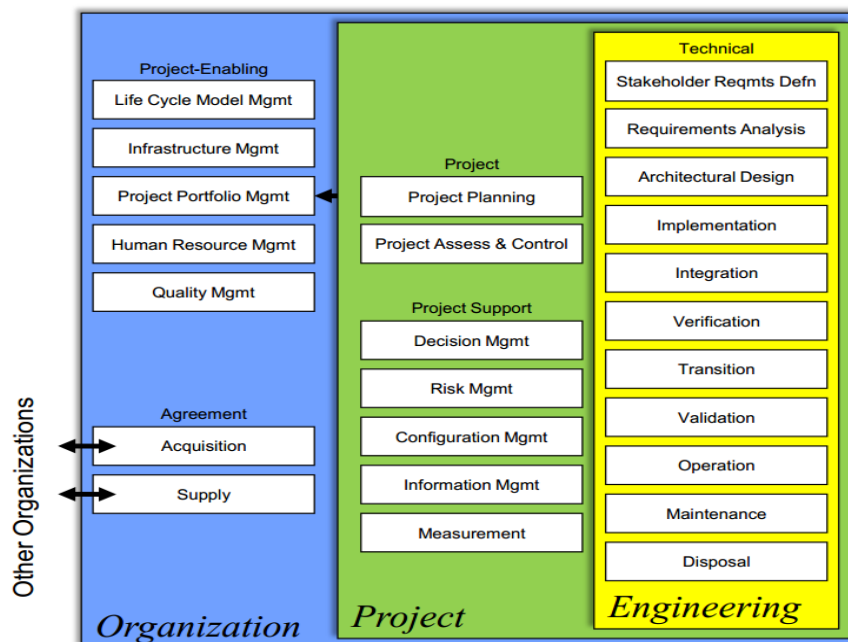 Project-Enabling
Life Cycle Model Mgmt
Infrastructure Mgmt
Project Portfolio Mgmt
Human Resource Mgmt
Quality Mgmt
Agreement
Acquisition
Supply
Other Organizations
Organization
Project
Project Planning
Project Assess & Control
Project Support
Decision Mgmt
Risk Mgmt
Configuration Mgmt
Information Mgmt
Measurement
Project
Technical
Stakeholder Reqmts Defn
Requirements Analysis
Architectural Design
Implementation
Integration
Verification
Transition
Validation
Operation
Maintenance
Disposal
Engineering